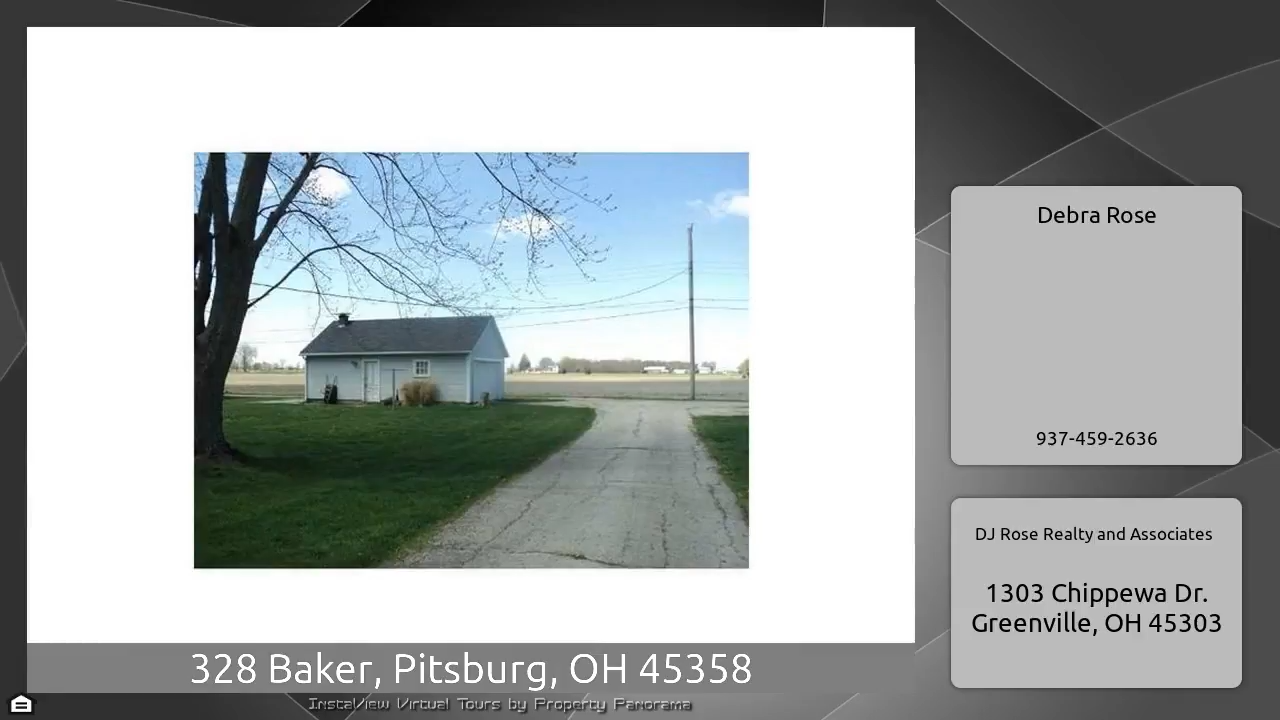 Debra Rose
937-459-2636
DJ Rose Realty and Associates
1303 Chippewa Dr.
Greenville, OH 45303
328 Baker, Pitsburg, OH 45358
InstaView Virtual Tours by Property Panorama